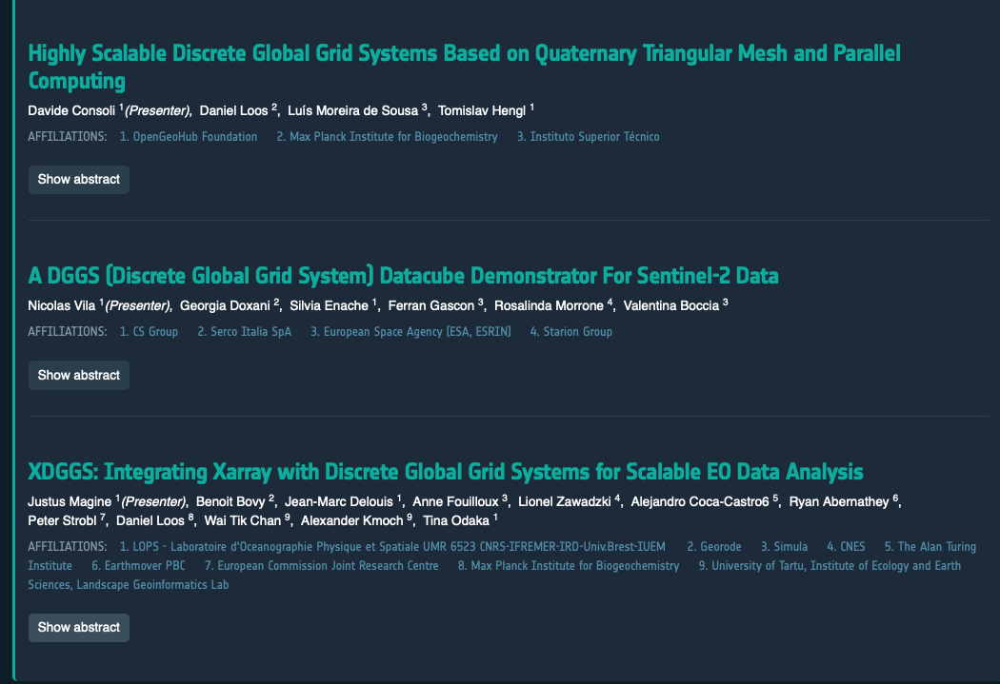 Highly Scalable Discrete Global Grid Systems Based on Quaternary Triangular Mesh and Parallel
Computing
Davide Consoli 1(Presenter), Daniel Loos 2, Luís Moreira de Sousa 3, Tomislav Hengl 1
AFFILIATIONS: 1. OpenGeoHub Foundation 2. Max Planck Institute for Biogeochemistry 3. Instituto Superior Técnico
Show abstract
A DGGS (Discrete Global Grid System) Datacube Demonstrator For Sentinel-2 Data
Nicolas Vila 1(Presenter), Georgia Doxani 2, Silvia Enache 1, Ferran Gascon 3, Rosalinda Morrone 4, Valentina Boccia 3
AFFILIATIONS: 1. CS Group 2. Serco Italia SpA 3. European Space Agency (ESA, ESRIN) 4. Starion Group
Show abstract
XDGGS: Integrating Xarray with Discrete Global Grid Systems for Scalable EO Data Analysis
Justus Magine 1(Presenter), Benoit Bovy 2, Jean-Marc Delouis 1, Anne Fouilloux 3, Lionel Zawadzki 4, Alejandro Coca-Castro6 5, Ryan Abernathey 6,
Peter Strobl 7, Daniel Loos 8, Wai Tik Chan 9, Alexander Kmoch 9, Tina Odaka 1
AFFILIATIONS: 1. LOPS - Laboratoire d'Oceanographie Physique et Spatiale UMR 6523 CNRS-IFREMER-IRD-Univ.Brest-IUEM 2. Georode 3. Simula 4. CNES 5. The Alan Turing
Institute 6. Earthmover PBC 7. European Commission Joint Research Centre 8. Max Planck Institute for Biogeochemistry 9. University of Tartu, Institute of Ecology and Earth
Sciences, Landscape Geoinformatics Lab
Show abstract